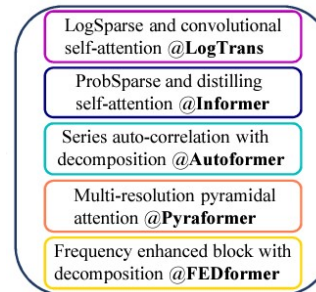 LogSparse and convolutional
self-attention @LogTrans
ProbSparse and distilling
self-attention @Informer
Series auto-correlation with
decomposition @Autoformer
Multi-resolution pyramidal
attention @Pyraformer
Frequency enhanced block with
decomposition @FEDformer